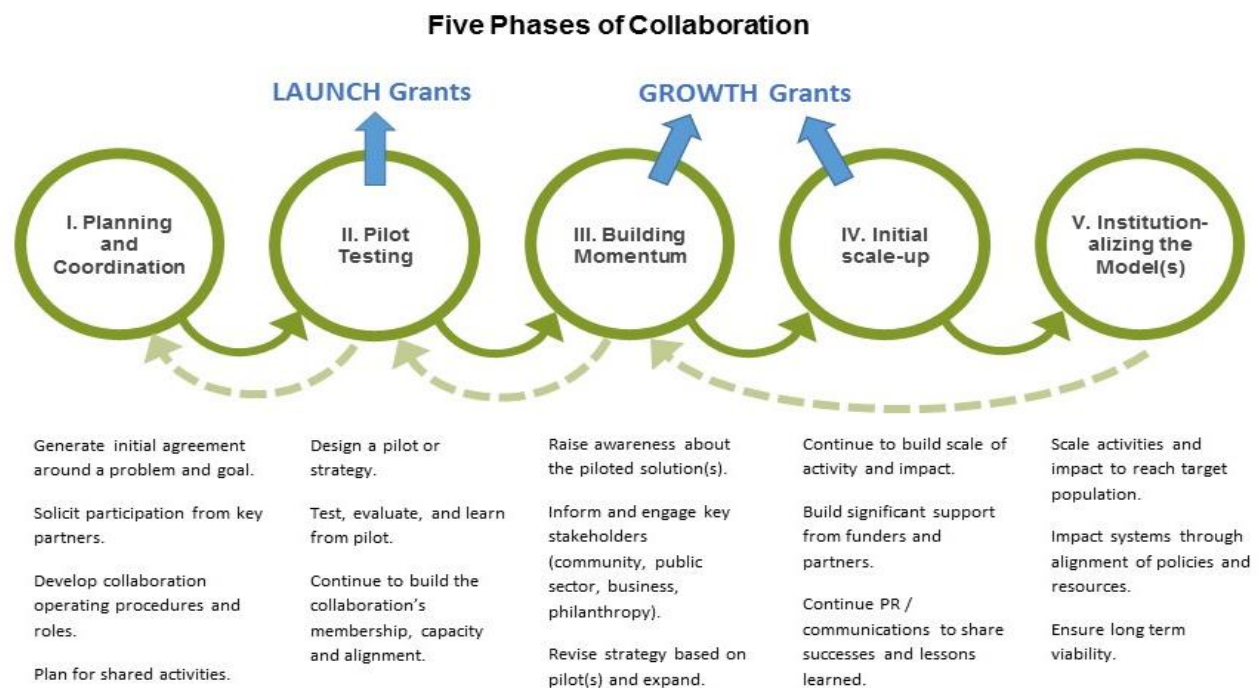 Five Phases of Collaboration
LAUNCH Grants
GROWTH Grants
I. Planning
and
Coordination
II. Pilot
Testing
III. Building
Momentum
IV. Initial
scale-up
V. Institution-
alizing the
Model(s)
Generate initial agreement
around a problem and goal.
Solicit participation from key
partners.
Develop collaboration
operating procedures and
roles.
Plan for shared activities.
Design a pilot or
strategy.
Test, evaluate, and learn
from pilot.
Continue to build the
collaboration's
membership, capacity
and alignment.
Raise awareness about
the piloted solution(s).
Inform and engage key
stakeholders
(community, public
sector, business,
philanthropy).
Revise strategy based on
pilot(s) and expand.
Continue to build scale of
activity and impact.
Build significant support
from funders and
partners.
Continue PR /
communications to share
successes and lessons
learned.
Scale activities and
impact to reach target
population.
Impact systems through
alignment of policies and
resources.
Ensure long term
viability.